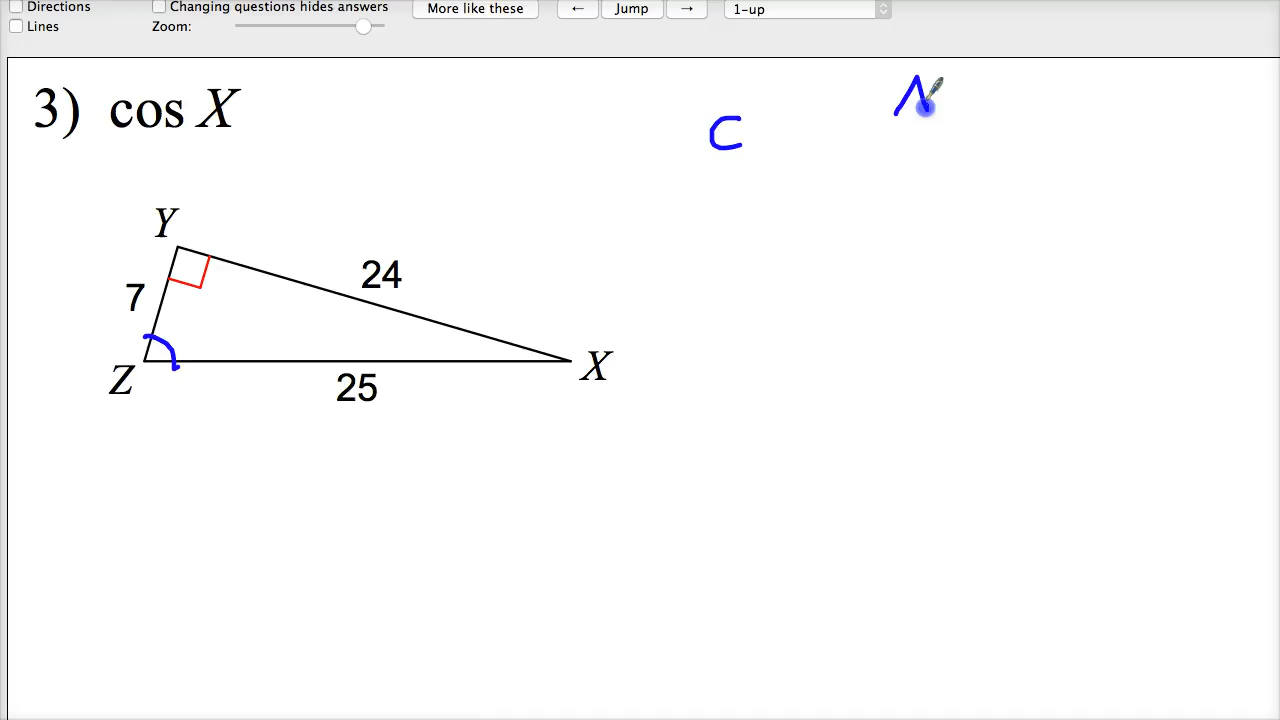 Directions
Changing questions hides answers
More like these
←
Jump
→
1-up
Lines
Zoom:
3) cos X
C
Y
24
7
Z
25
X